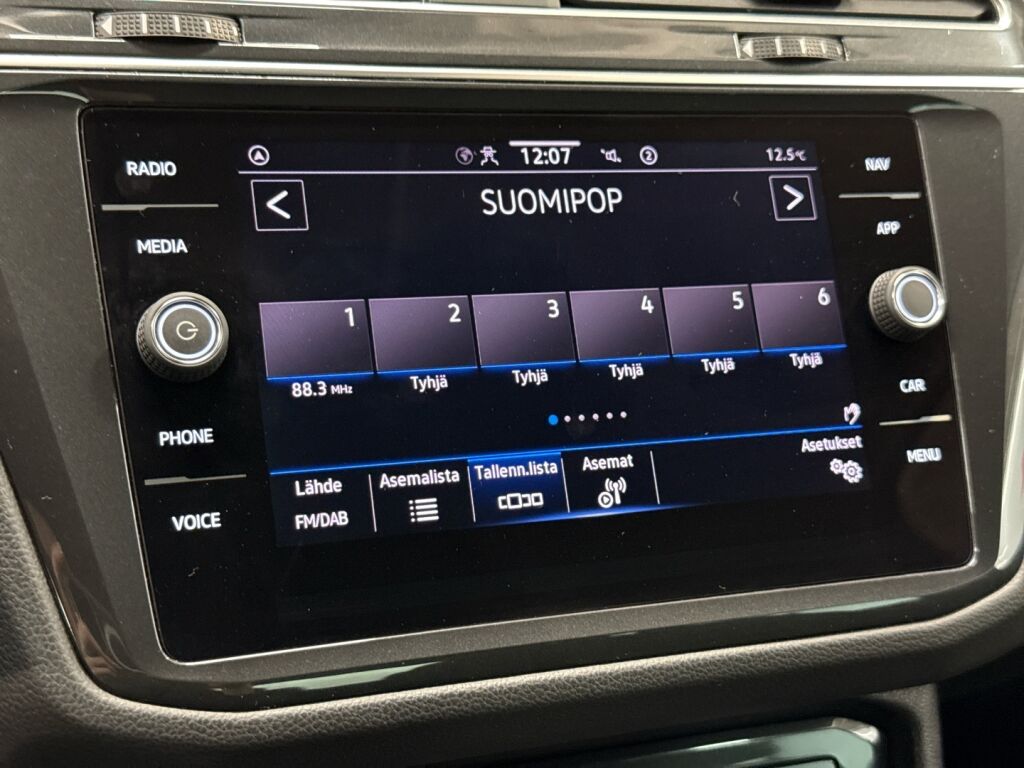 RADIO
MEDIA
PHONE
VOICE
12:07
2
12.5°C
SUOMIPOP
1
2
3
4
5
6
88.3 MHz
Tyhjä
Tyhjä
Tyhjä
Tyhjä
Tyhjä
Lähde
FM/DAB
Asemalista
Tallenn.lista
Asemat
Asetukset
NAV
APP
CAR
MENU